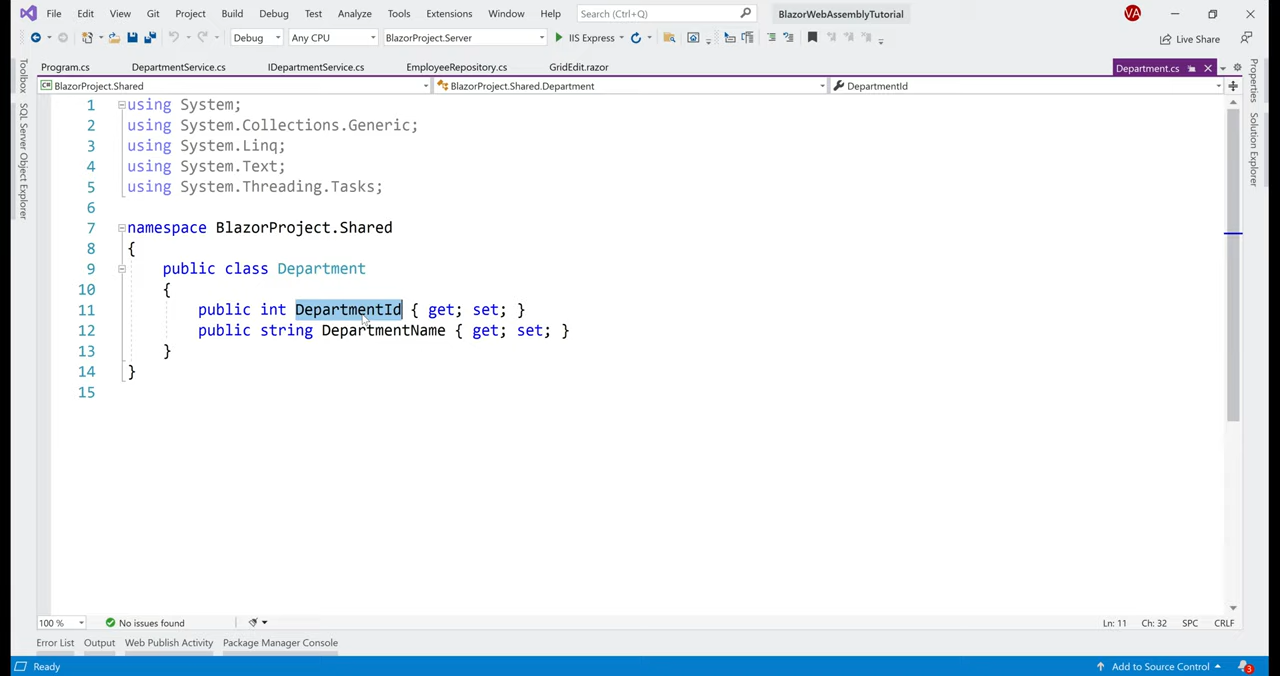 File Edit View Git Project Build Debug Test Analyze Tools Extensions Window Help Search (Ctrl+Q) BlazorWebAssemblyTutorial VA
Debug Any CPU BlazorProject.Server IIS Express Live Share
Program.cs DepartmentService.cs IDepartmentService.cs EmployeeRepository.cs GridEdit.razor Department.cs
BlazorProject.Shared BlazorProject.Shared.Department DepartmentId
Toolbox
SQL Server Object Explorer
Properties
Solution Explorer
1 using System;
2 using System.Collections.Generic;
3 using System.Linq;
4 using System.Text;
5 using System.Threading.Tasks;
6
7 namespace BlazorProject.Shared
8 {
9 public class Department
10 {
11 public int DepartmentId { get; set; }
12 public string DepartmentName { get; set; }
13 }
14 }
15
100 % No issues found Ln: 11 Ch: 32 SPC CRLF
Error List Output Web Publish Activity Package Manager Console
Ready Add to Source Control 3